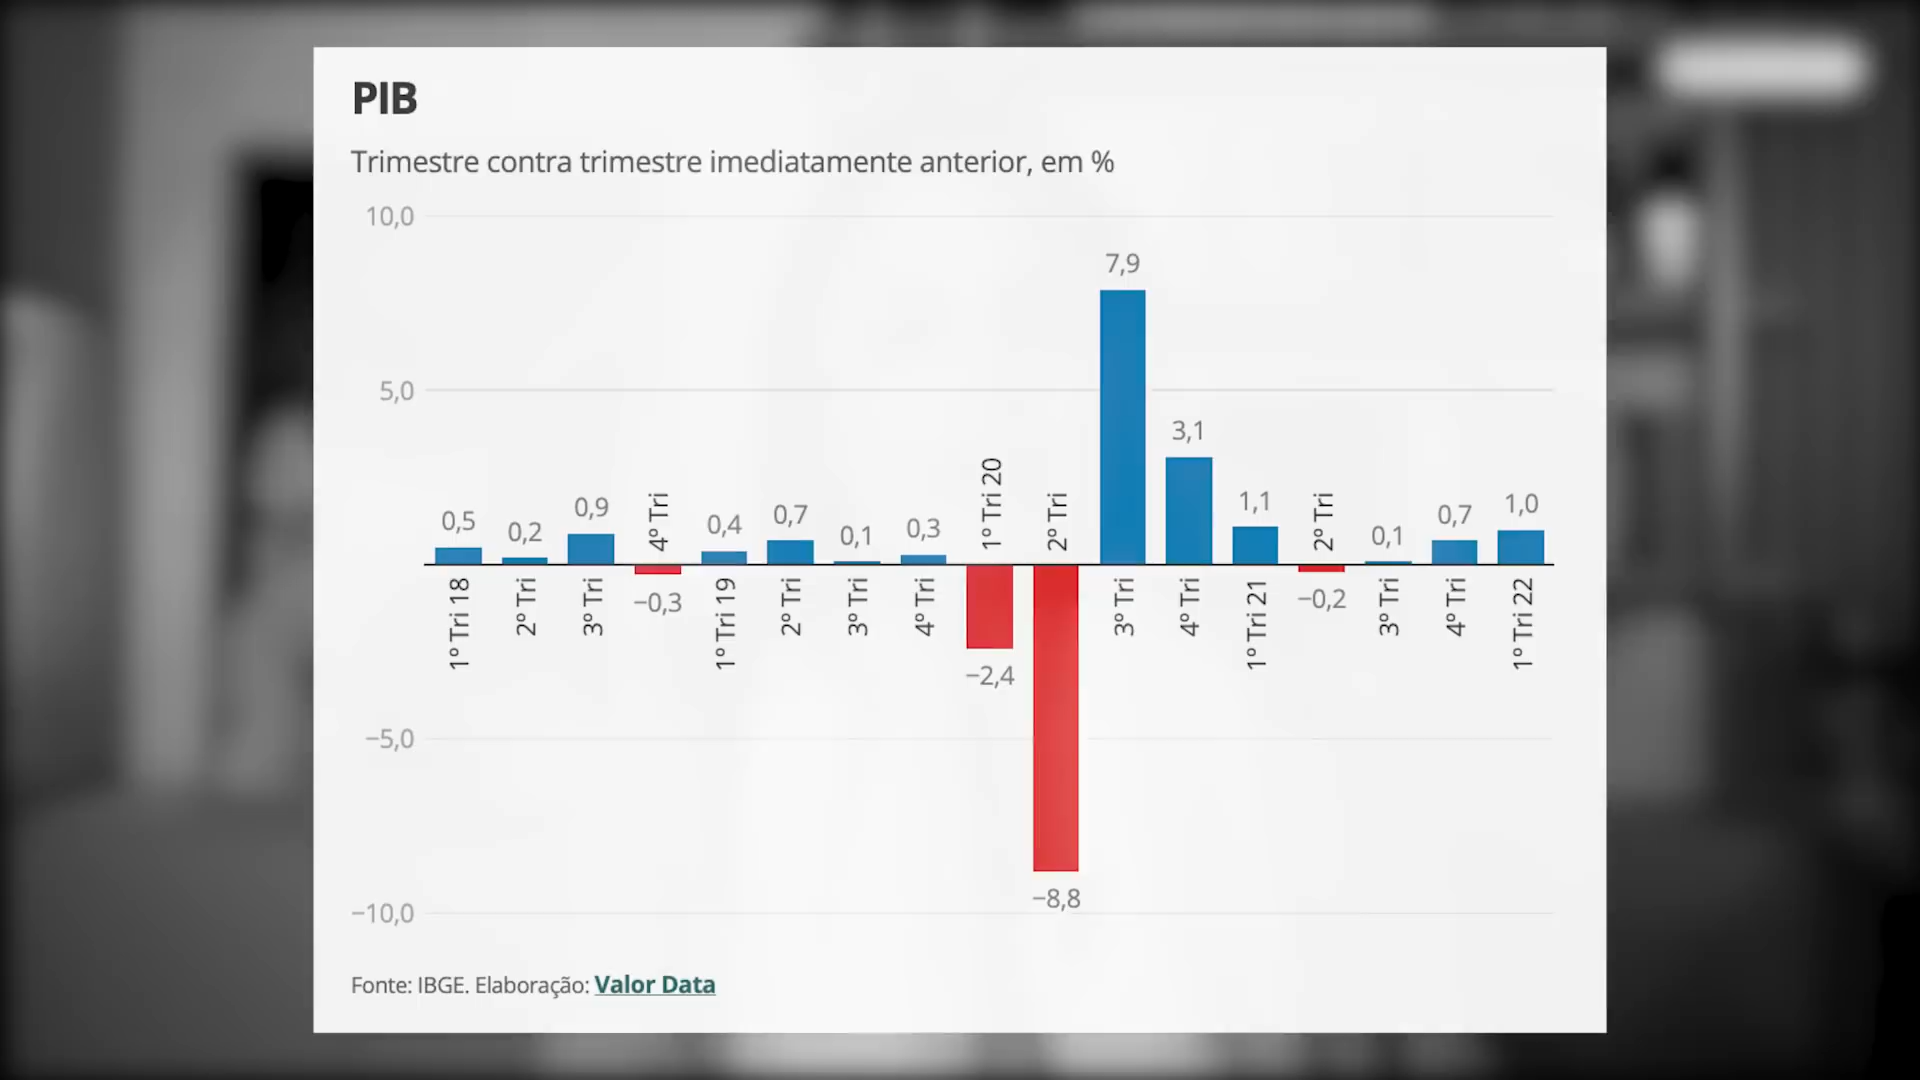 PIB
Trimestre contra trimestre imediatamente anterior, em %
10,0
5,0
−5,0
−10,0
0,5
0,2
0,9
−0,3
0,4
0,7
0,1
0,3
−2,4
−8,8
7,9
3,1
1,1
−0,2
0,1
0,7
1,0
1º Tri 18
2º Tri
3º Tri
4º Tri
1º Tri 19
2º Tri
3º Tri
4º Tri
1º Tri 20
2º Tri
3º Tri
4º Tri
1º Tri 21
2º Tri
3º Tri
4º Tri
1º Tri 22
Fonte: IBGE. Elaboração: Valor Data